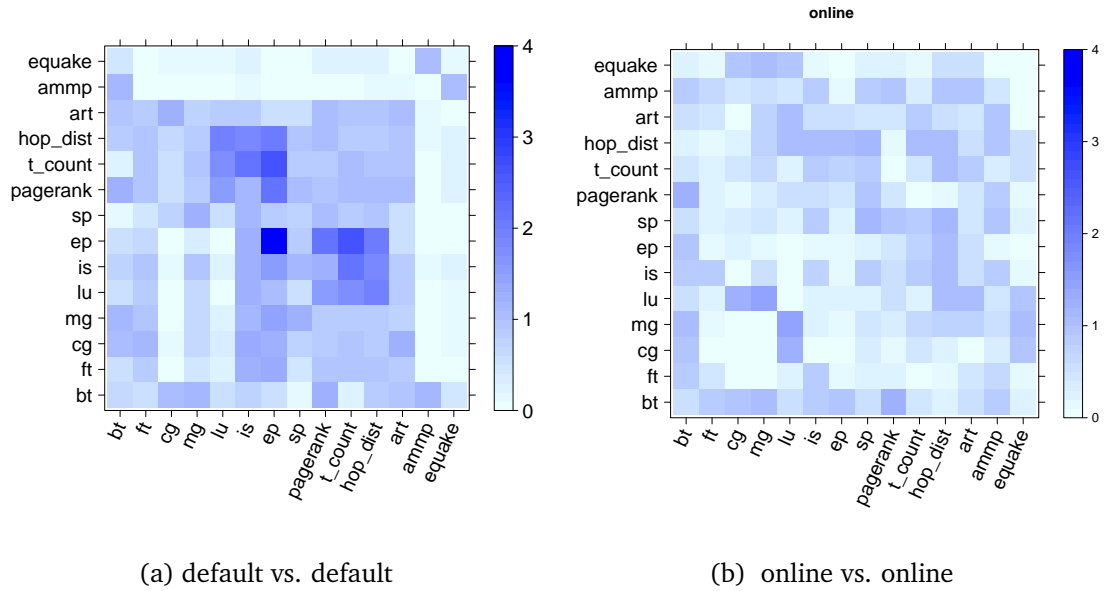 online
equake
ammp
art
hop_dist
t_count
pagerank
sp
ep
is
lu
mg
cg
ft
bt
4
3
2
1
0
bt
ft
cg
mg
lu
is
ep
sp
pagerank
t_count
hop_dist
art
ammp
equake
(a) default vs. default
equake
ammp
art
hop_dist
t_count
pagerank
sp
ep
is
lu
mg
cg
ft
bt
4
3
2
1
0
bt
ft
cg
mg
lu
is
ep
sp
pagerank
t_count
hop_dist
art
ammp
equake
(b) online vs. online